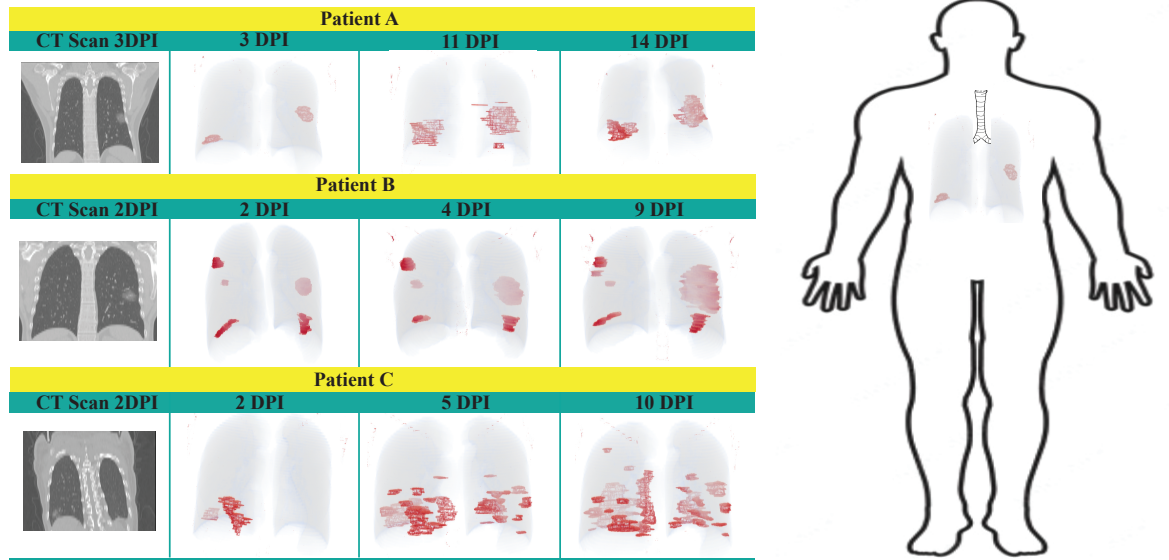 Patient A
CT Scan 3DPI 3 DPI 11 DPI 14 DPI
Patient B
CT Scan 2DPI 2 DPI 4 DPI 9 DPI
Patient C
CT Scan 2DPI 2 DPI 5 DPI 10 DPI